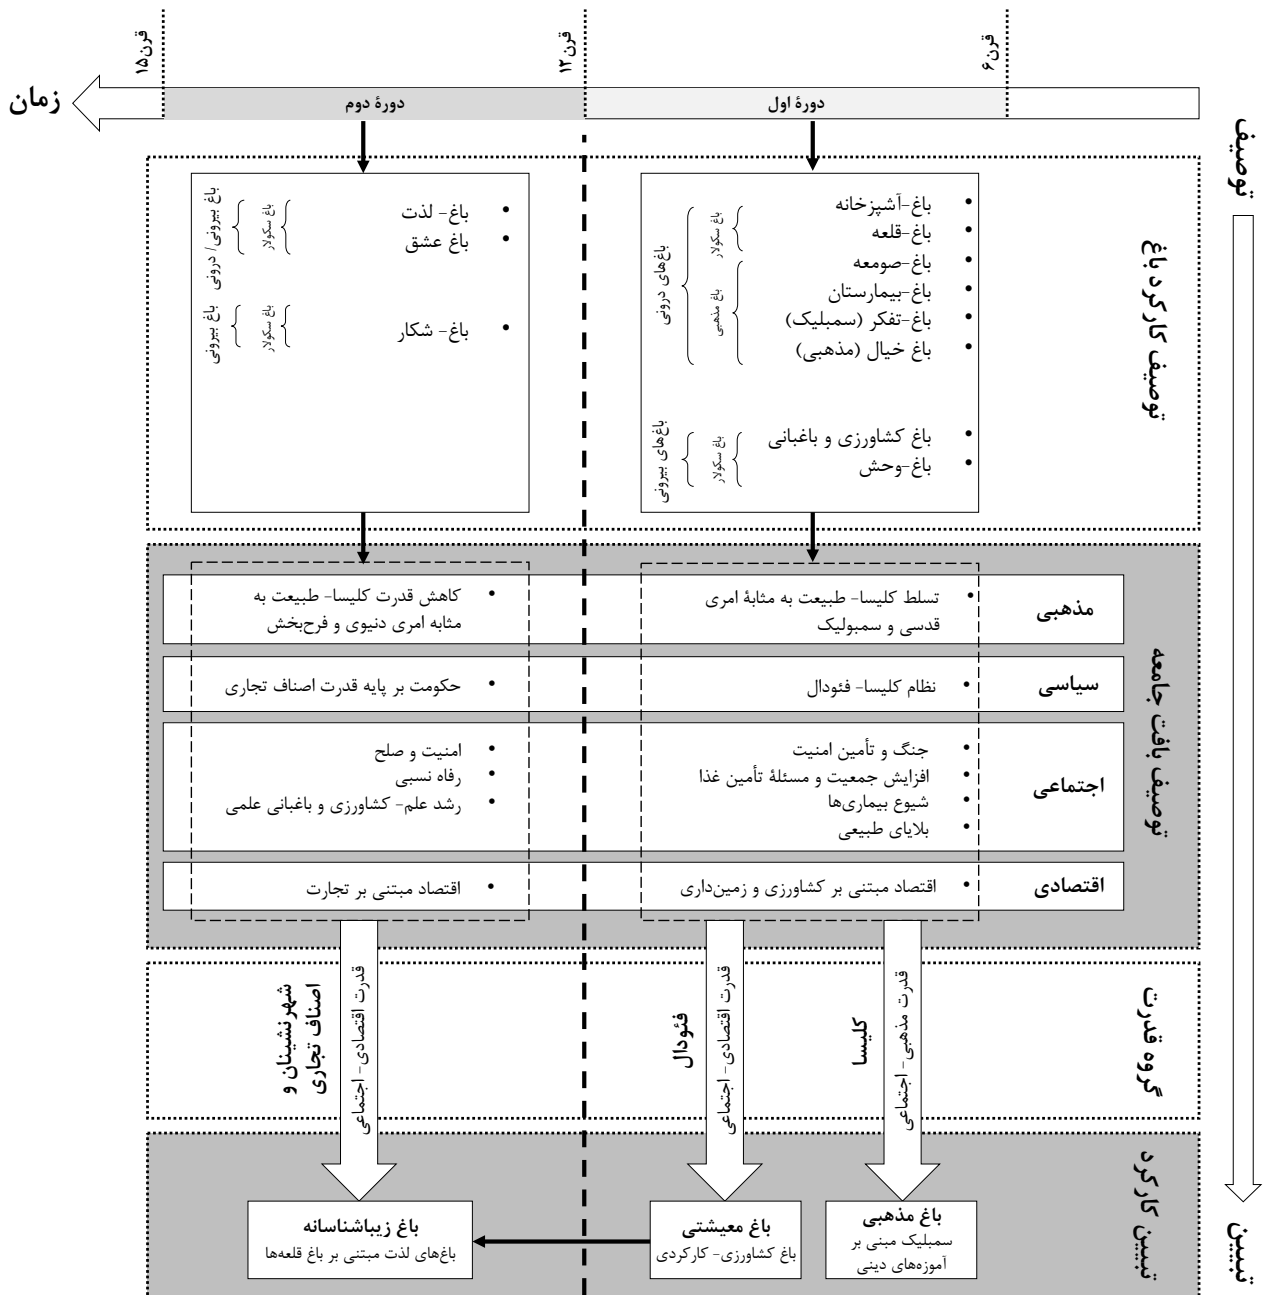 قرن۶
قرن۱۲
قرن۱۵
دورهٔ اول
دورهٔ دوم
زمان
توصیف
تبیین
توصیف کارکرد باغ
باغ-آشپزخانه
باغ-قلعه
باغ-صومعه
باغ-بیمارستان
باغ-تفکر (سمبلیک)
باغ خیال (مذهبی)
باغ سکولار
باغ مذهبی
باغ‌های درونی
باغ کشاورزی و باغبانی
باغ-وحش
باغ سکولار
باغ‌های بیرونی
باغ- لذت
باغ عشق
باغ سکولار
باغ بیرونی/ درونی
باغ- شکار
باغ سکولار
باغ بیرونی
توصیف بافت جامعه
مذهبی
تسلط کلیسا- طبیعت به مثابهٔ امری
قدسی و سمبولیک
کاهش قدرت کلیسا- طبیعت به
مثابه امری دنیوی و فرح‌بخش
سیاسی
نظام کلیسا- فئودال
حکومت بر پایه قدرت اصناف تجاری
اجتماعی
جنگ و تأمین امنیت
افزایش جمعیت و مسئلهٔ تأمین غذا
شیوع بیماری‌ها
بلایای طبیعی
امنیت و صلح
رفاه نسبی
رشد علم- کشاورزی و باغبانی علمی
اقتصادی
اقتصاد مبتنی بر کشاورزی و زمین‌داری
اقتصاد مبتنی بر تجارت
گروه قدرت
قدرت مذهبی- اجتماعی
کلیسا
قدرت اقتصادی- اجتماعی
فئودال
قدرت اقتصادی- اجتماعی
شهرنشینان و
اصناف تجاری
تبیین کارکرد
باغ مذهبی
سمبلیک مبنی بر
آموزه‌های دینی
باغ معیشتی
باغ کشاورزی- کارکردی
باغ زیباشناسانه
باغ‌های لذت مبتنی بر باغ قلعه‌ها